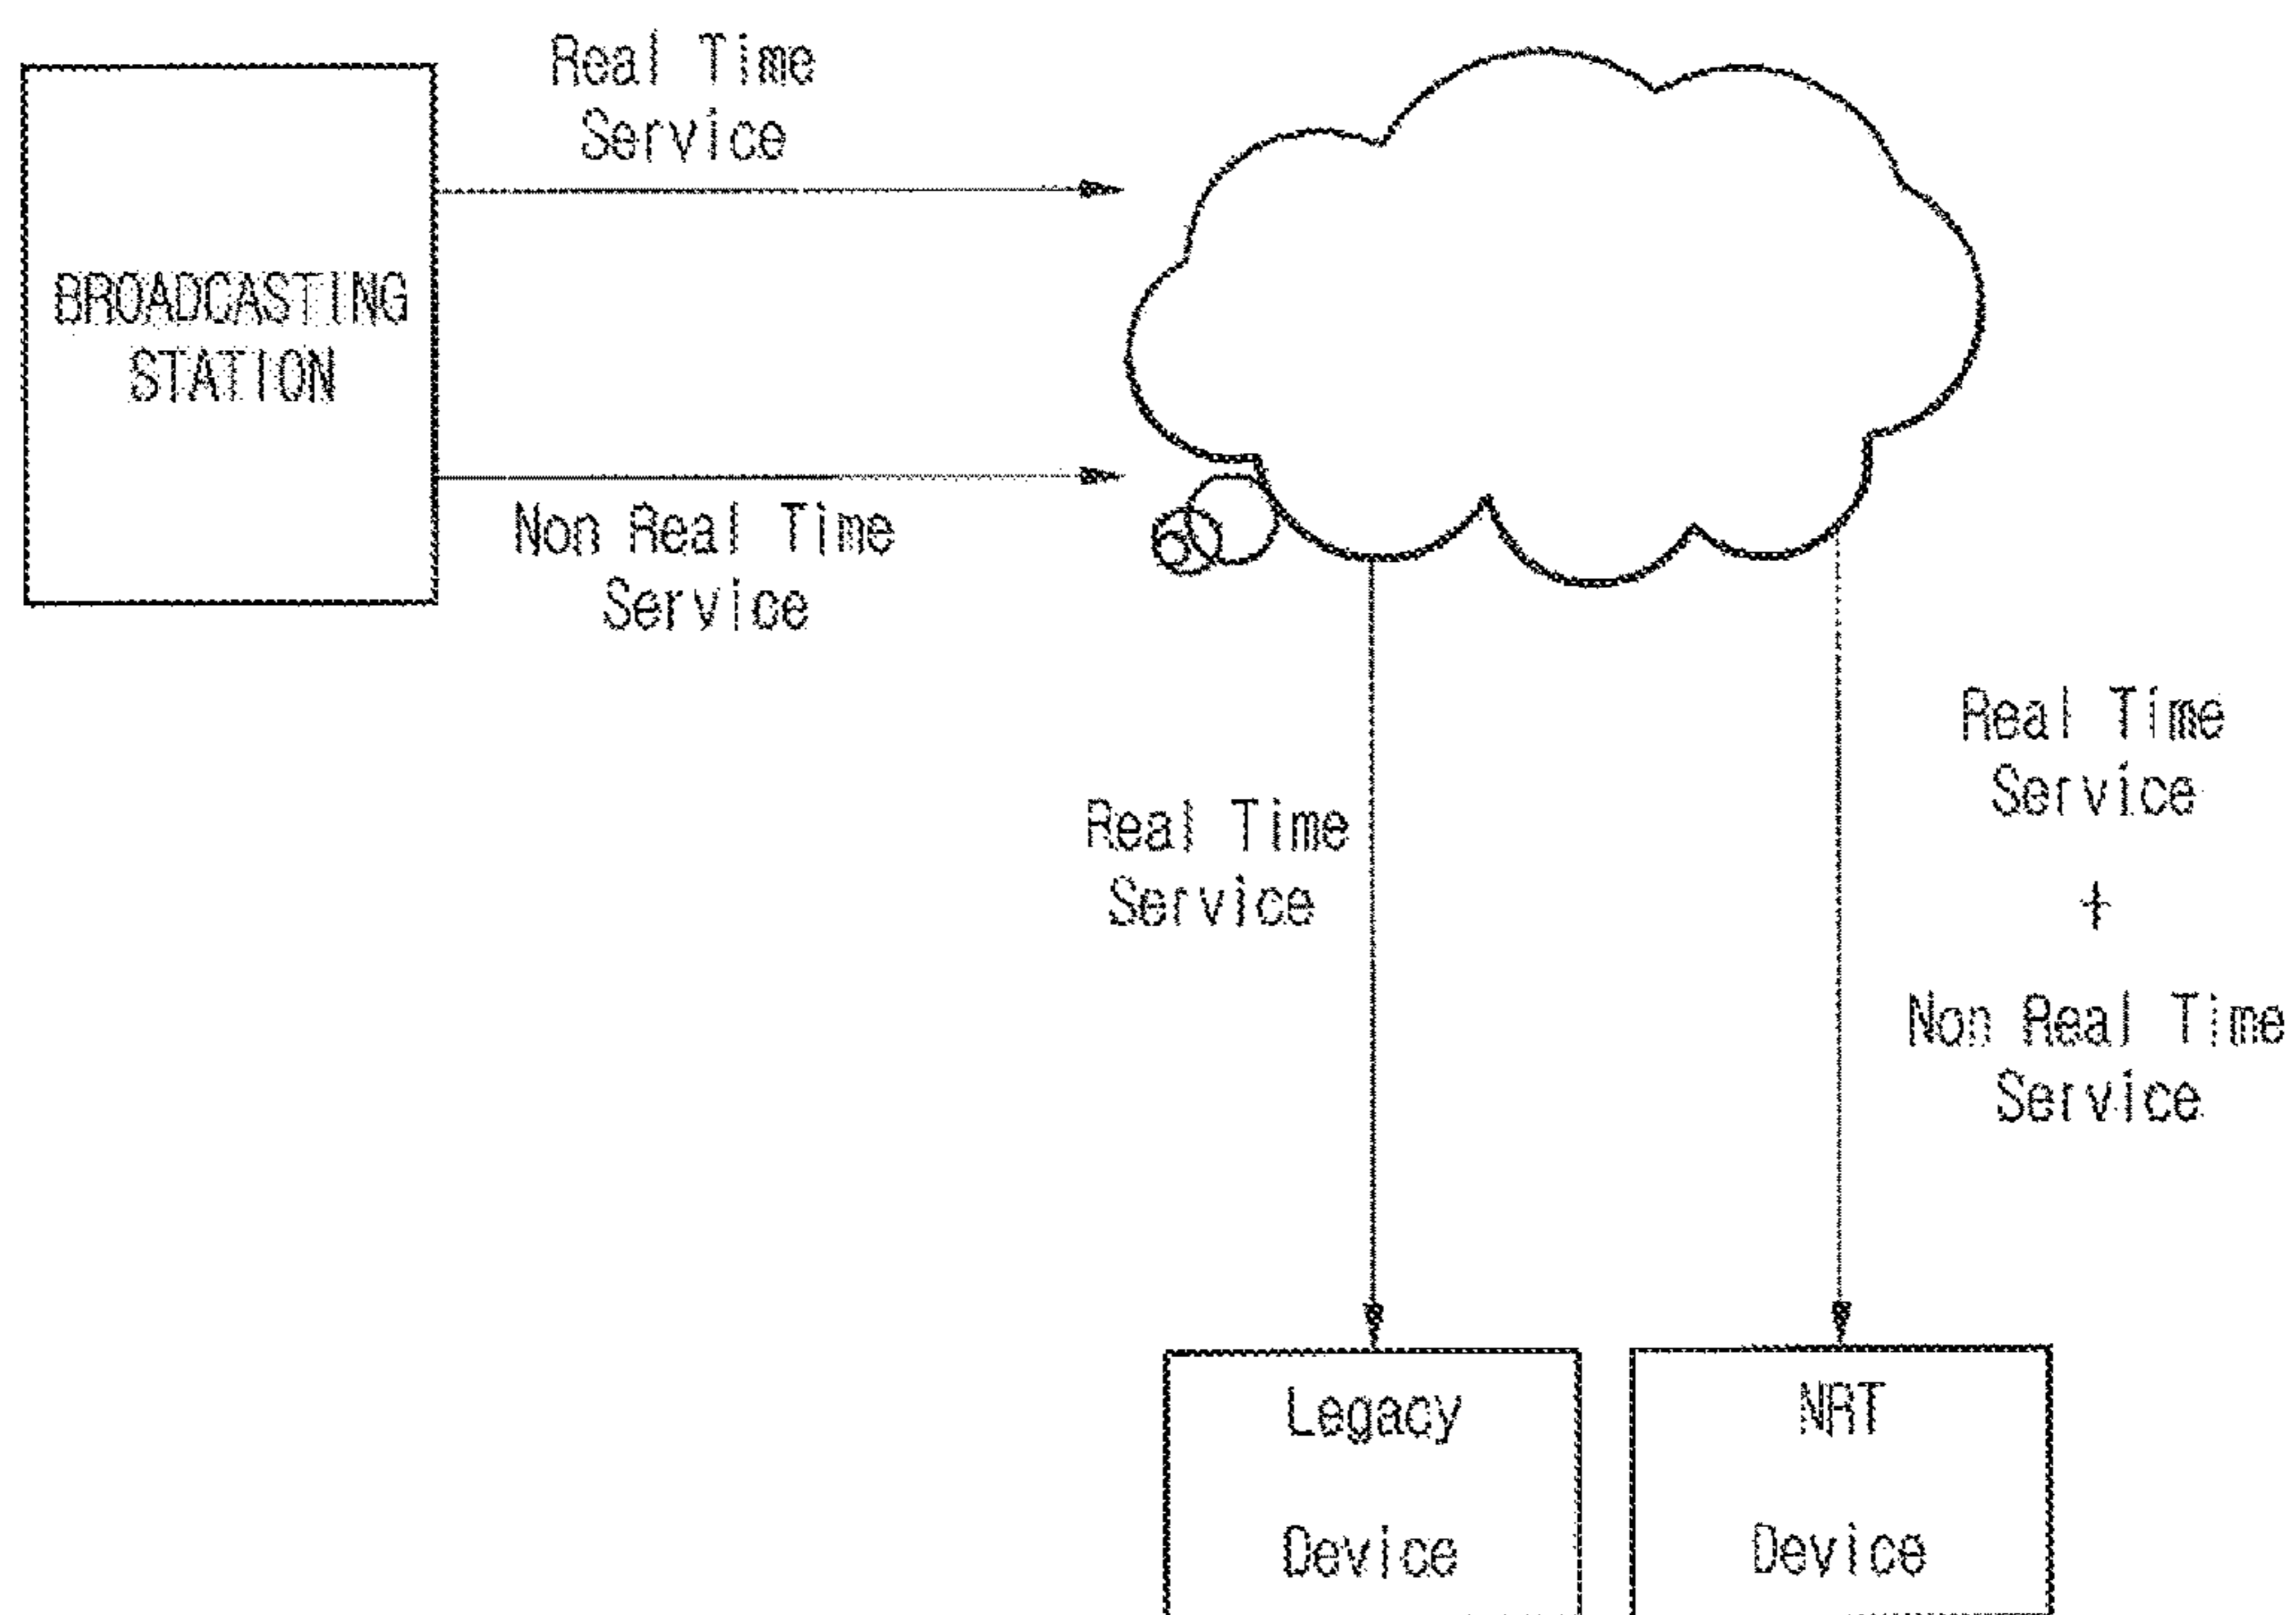 Real Time
Service
BROADCASTING
STATION
Non Real Time
Service
Real Time
Service
Real Time
Service
+
Non Real Time
Service
Legacy
Device
NRT
Device